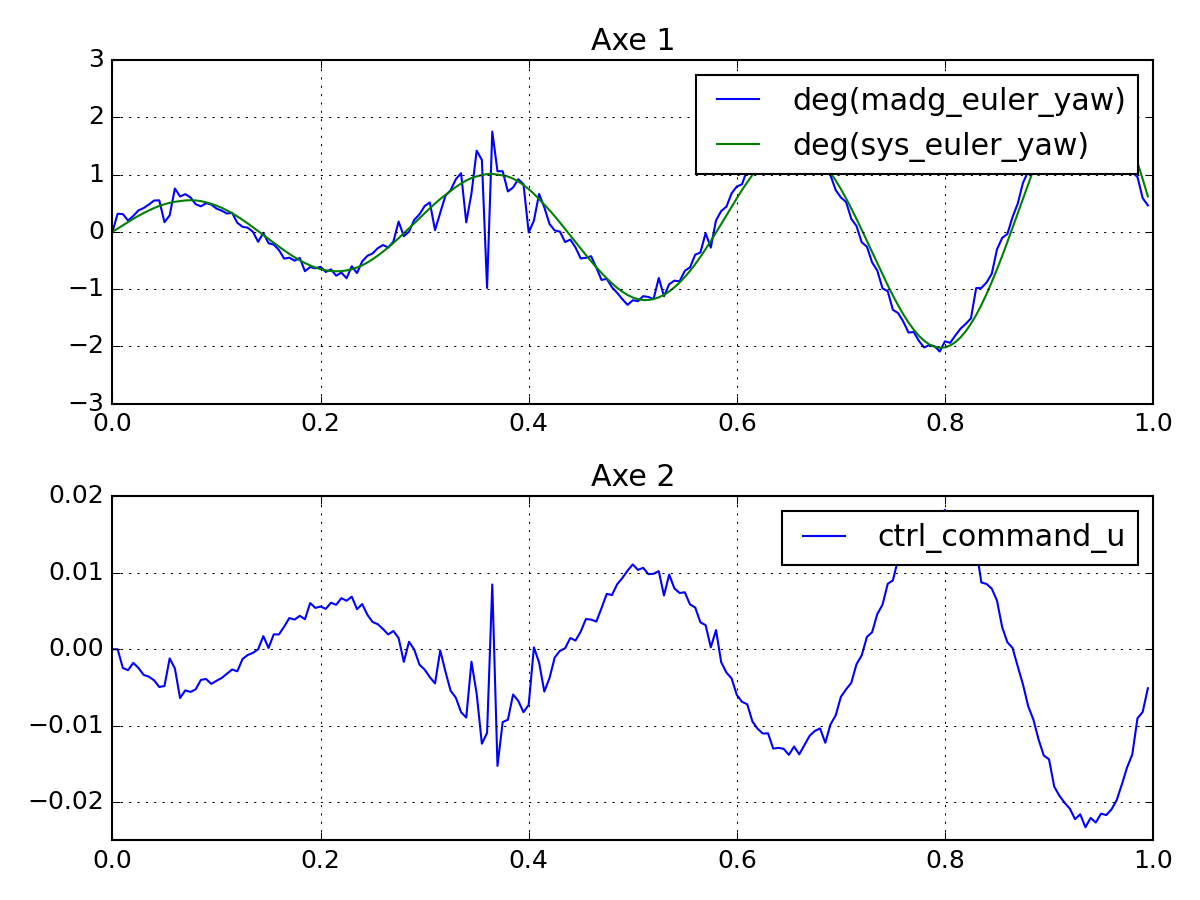 Axe 1
3
2
1
0
−1
−2
−3
deg(madg_euler_yaw)
deg(sys_euler_yaw)
0.0 0.2 0.4 0.6 0.8 1.0
Axe 2
0.02
0.01
0.00
−0.01
−0.02
ctrl_command_u
0.0 0.2 0.4 0.6 0.8 1.0